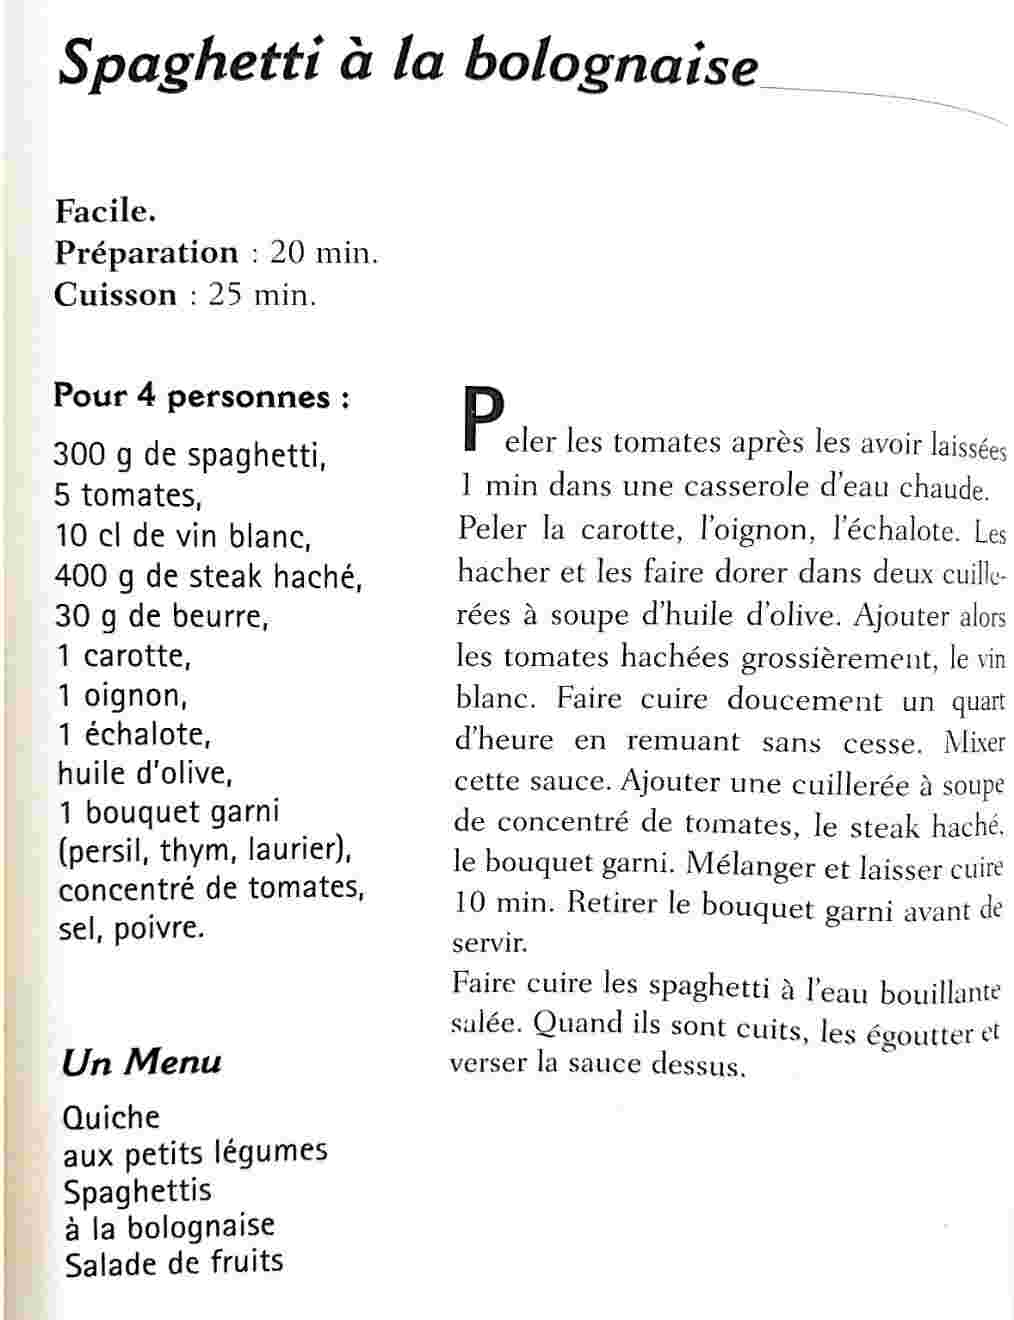 Spaghetti à la bolognaise
Facile.
Préparation : 20 min.
Cuisson : 25 min.
Pour 4 personnes :
300 g de spaghetti,
5 tomates,
10 cl de vin blanc,
400 g de steak haché,
30 g de beurre,
1 carotte,
1 oignon,
1 échalote,
huile d'olive,
1 bouquet garni
(persil, thym, laurier),
concentré de tomates,
sel, poivre.
Un Menu
Quiche
aux petits légumes
Spaghettis
à la bolognaise
Salade de fruits
Peler les tomates après les avoir laissées
1 min dans une casserole d'eau chaude.
Peler la carotte, l'oignon, l'échalote. Les
hacher et les faire dorer dans deux cuille-
rées à soupe d'huile d'olive. Ajouter alors
les tomates hachées grossièrement, le vin
blanc. Faire cuire doucement un quart
d'heure en remuant sans cesse. Mixer
cette sauce. Ajouter une cuillerée à soupe
de concentré de tomates, le steak haché,
le bouquet garni. Mélanger et laisser cuire
10 min. Retirer le bouquet garni avant de
servir.
Faire cuire les spaghetti à l'eau bouillante
salée. Quand ils sont cuits, les égoutter et
verser la sauce dessus.